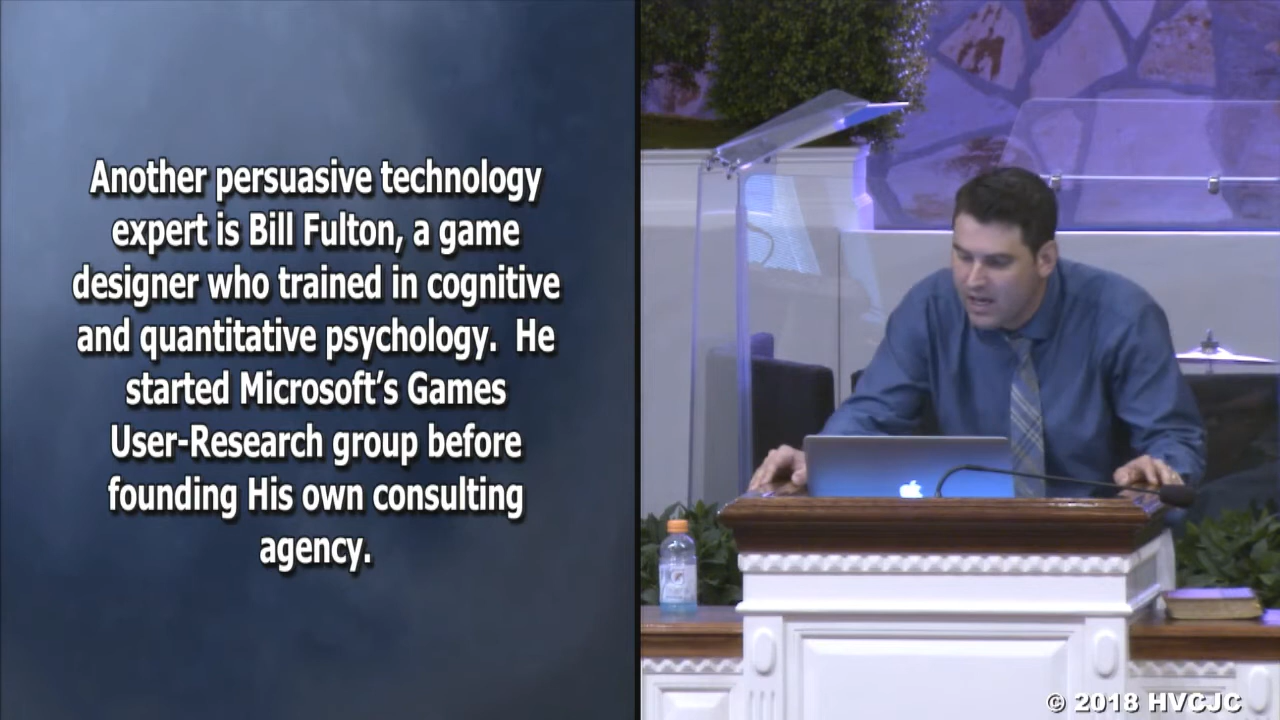 Another persuasive technology
expert is Bill Fulton, a game
designer who trained in cognitive
and quantitative psychology.  He
started Microsoft’s Games
User-Research group before
founding His own consulting
agency.
© 2018 HVCJC